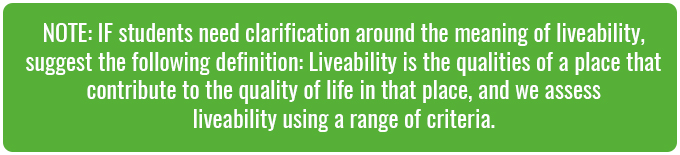 NOTE: IF students need clarification around the meaning of liveability,
suggest the following definition: Liveability is the qualities of a place that
contribute to the quality of life in that place, and we assess
liveability using a range of criteria.